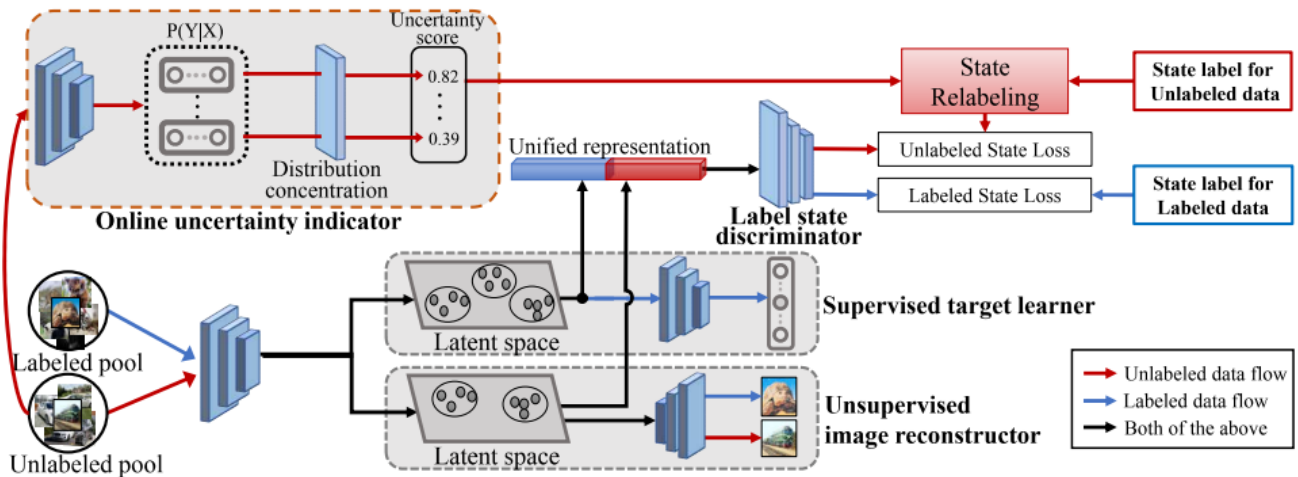 P(Y|X)
Uncertainty
score
0.82
0.39
Distribution
concentration
Online uncertainty indicator
State
Relabeling
State label for
Unlabeled data
Unified representation
Unlabeled State Loss
Labeled State Loss
State label for
Labeled data
Label state
discriminator
Labeled pool
Unlabeled pool
Latent space
Supervised target learner
Latent space
Unsupervised
image reconstructor
Unlabeled data flow
Labeled data flow
Both of the above